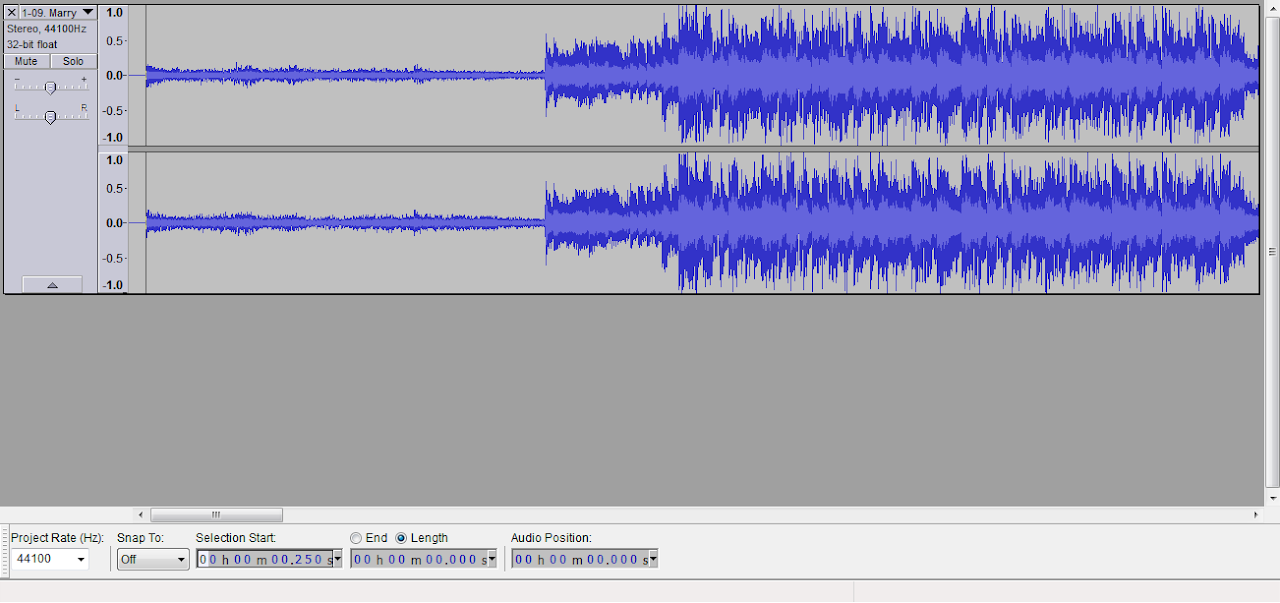 1-09. Marry
Stereo, 44100Hz
32-bit float
Mute Solo
- +
L R
1.0
0.5
0.0
-0.5
-1.0
1.0
0.5
0.0
-0.5
-1.0
Project Rate (Hz): Snap To: Selection Start: End Length Audio Position:
44100 Off 00 h 00 m 00.250 s 00 h 00 m 00.000 s 00 h 00 m 00.000 s